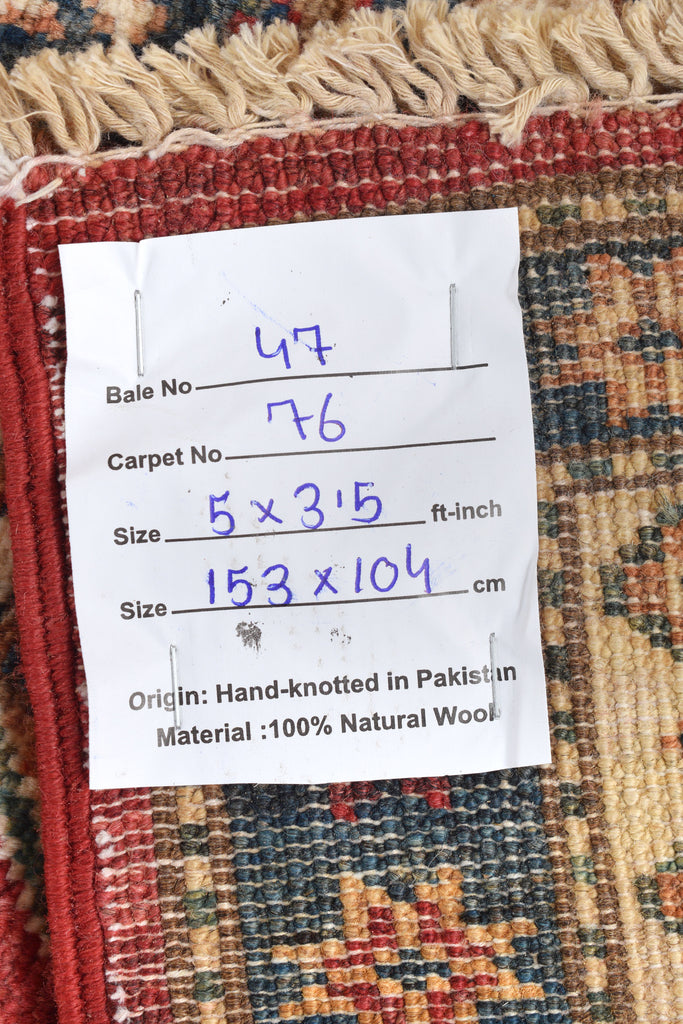 Bale No 47
Carpet No 76
Size 5 x 3'5 ft-inch
Size 153 x 104 cm
Origin: Hand-knotted in Pakistan
Material :100% Natural Wool